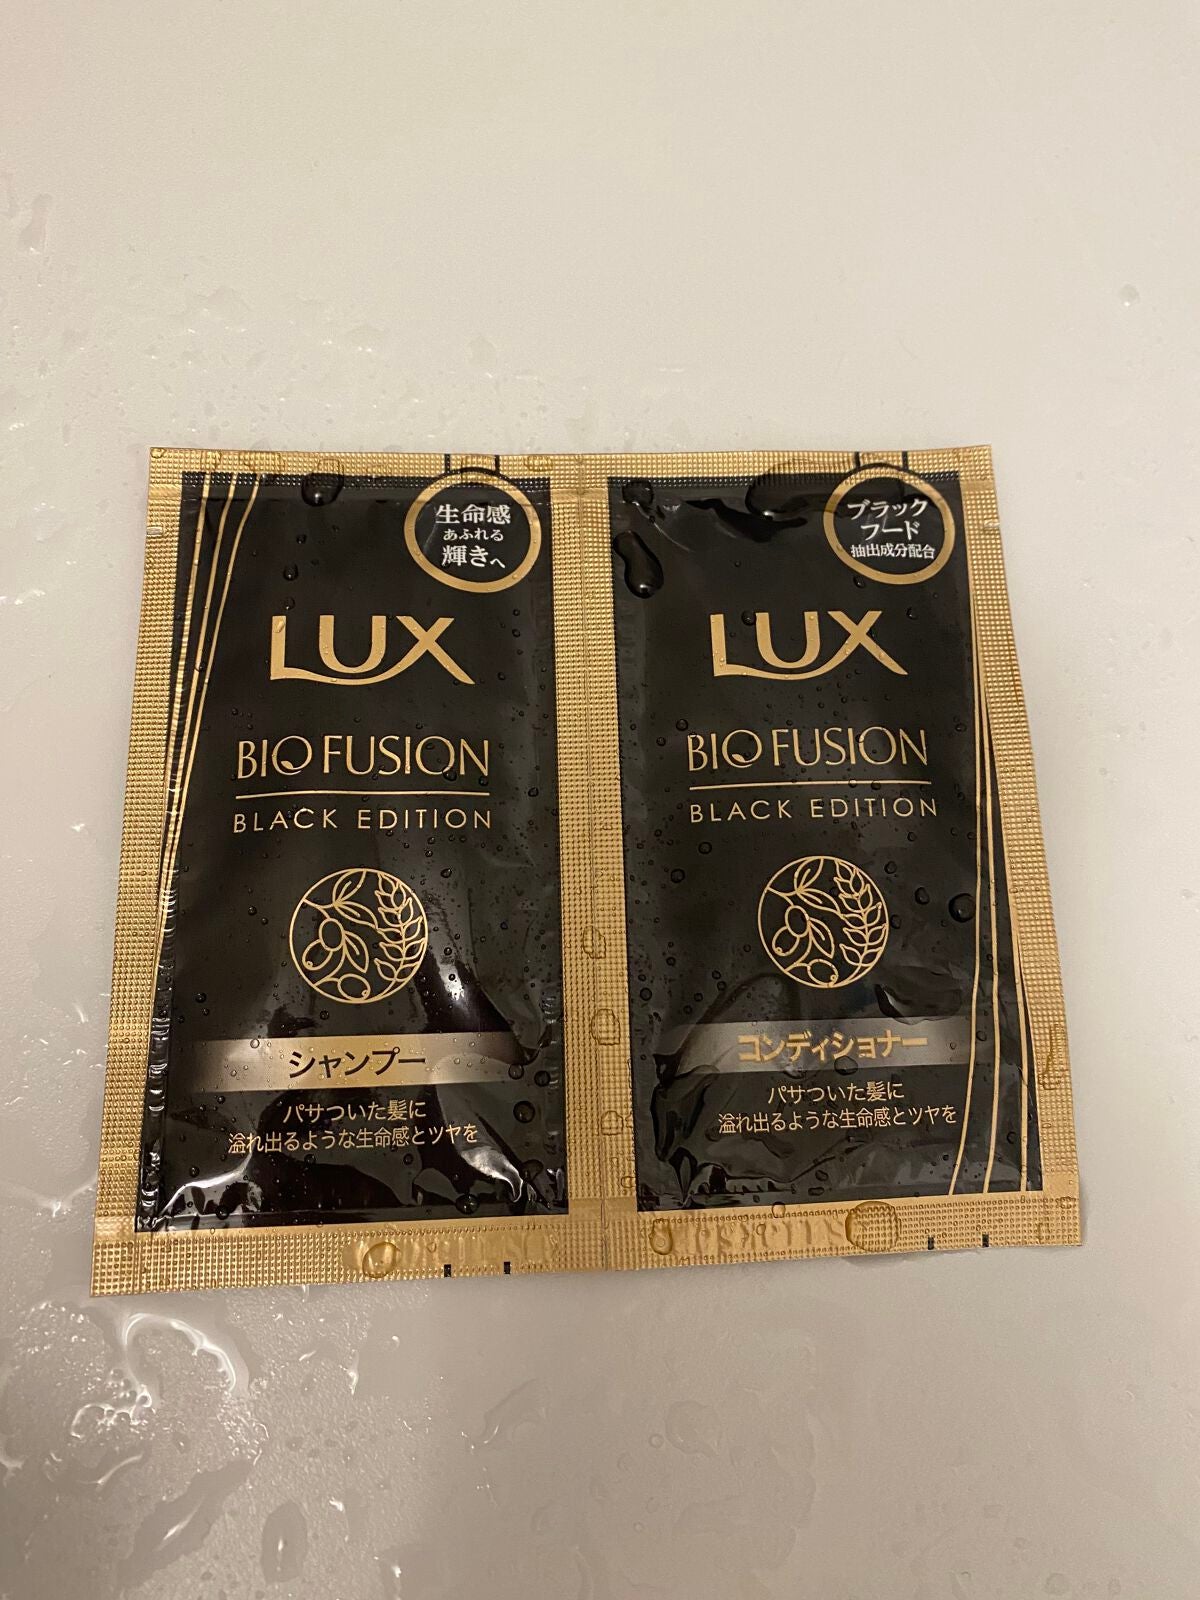 生命感
あふれる
輝きへ
LUX
BIO FUSION
BLACK EDITION
シャンプー
パサついた髪に
溢れ出るような生命感とツヤを
ブラック
フード
抽出成分配合
LUX
BIO FUSION
BLACK EDITION
コンディショナー
パサついた髪に
溢れ出るような生命感とツヤを